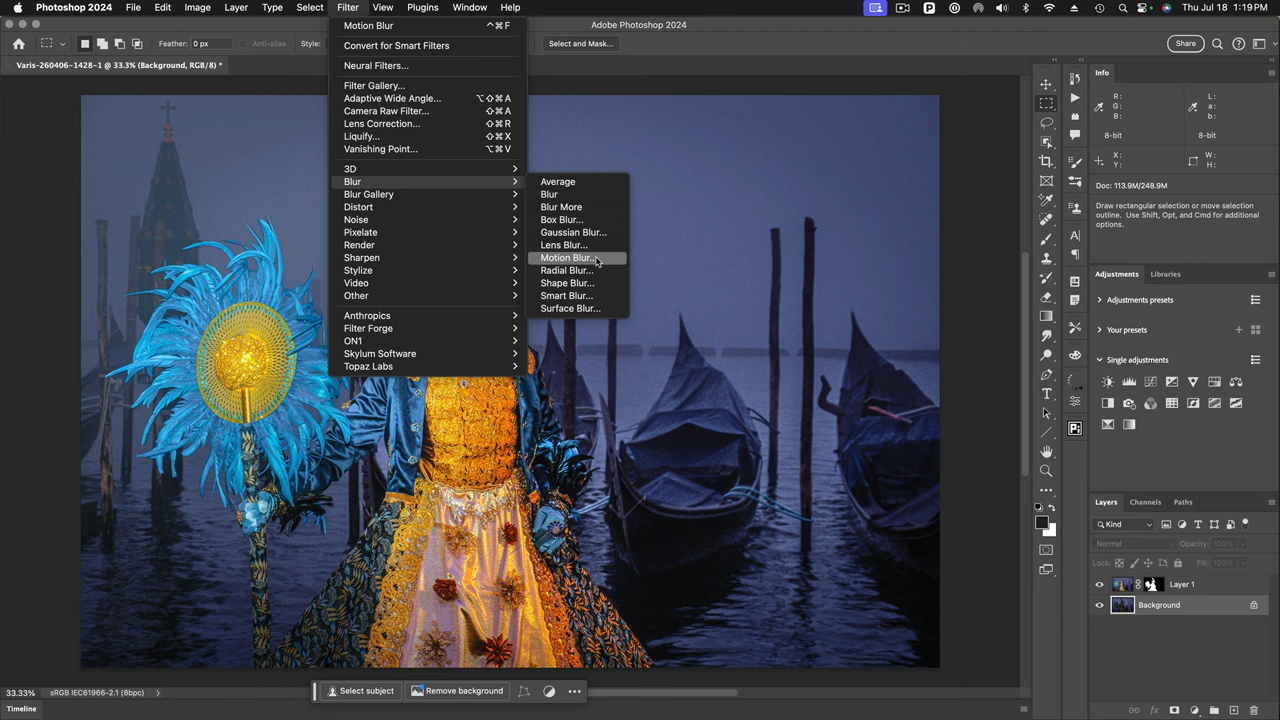 Photoshop 2024 File Edit Image Layer Type Select Filter View Plugins Window Help Thu Jul 18 1:19 PM
Adobe Photoshop 2024
Feather: 0 px Anti-alias Style: Select and Mask... Share
Varis-260406-1428-1 @ 33.3% (Background, RGB/8) *
Motion Blur ^⌘F
Convert for Smart Filters
Neural Filters...
Filter Gallery...
Adaptive Wide Angle... ⌥⇧⌘A
Camera Raw Filter... ⇧⌘A
Lens Correction... ⇧⌘R
Liquify... ⇧⌘X
Vanishing Point... ⌥⌘V
3D
Blur
Blur Gallery
Distort
Noise
Pixelate
Render
Sharpen
Stylize
Video
Other
Anthropics
Filter Forge
ON1
Skylum Software
Topaz Labs
Average
Blur
Blur More
Box Blur...
Gaussian Blur...
Lens Blur...
Motion Blur...
Radial Blur...
Shape Blur...
Smart Blur...
Surface Blur...
Info
R: L:
G: a:
B: b:
8-bit 8-bit
X: W:
Y: H:
Doc: 113.9M/248.9M
Draw rectangular selection or move selection
outline. Use Shift, Opt, and Cmd for additional
options.
Adjustments Libraries
Adjustments presets
Your presets
Single adjustments
Layers Channels Paths
Kind
Normal Opacity: 100%
Lock: Fill: 100%
Layer 1
Background
Select subject Remove background
33.33% sRGB IEC61966-2.1 (8bpc)
Timeline